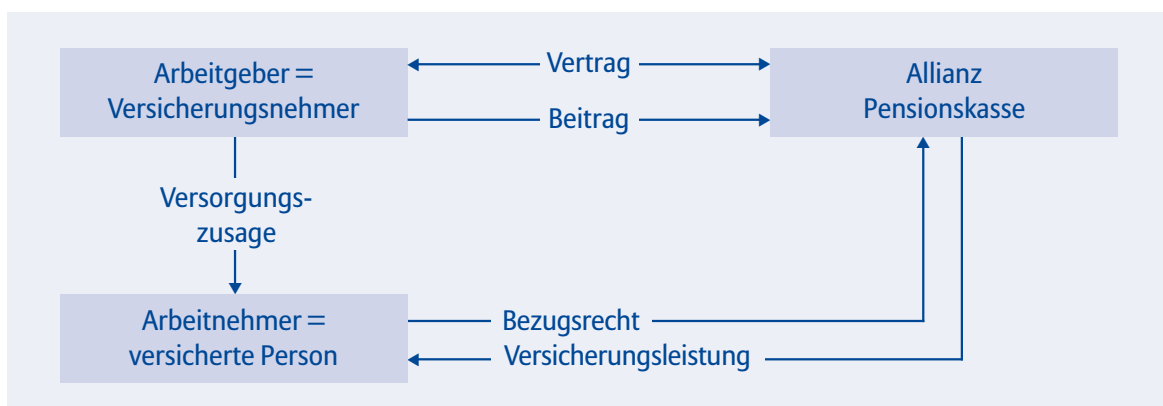 Arbeitgeber =
Versicherungsnehmer
Vertrag
Beitrag
Allianz
Pensionskasse
Versorgungs-
zusage
Arbeitnehmer =
versicherte Person
Bezugsrecht
Versicherungsleistung